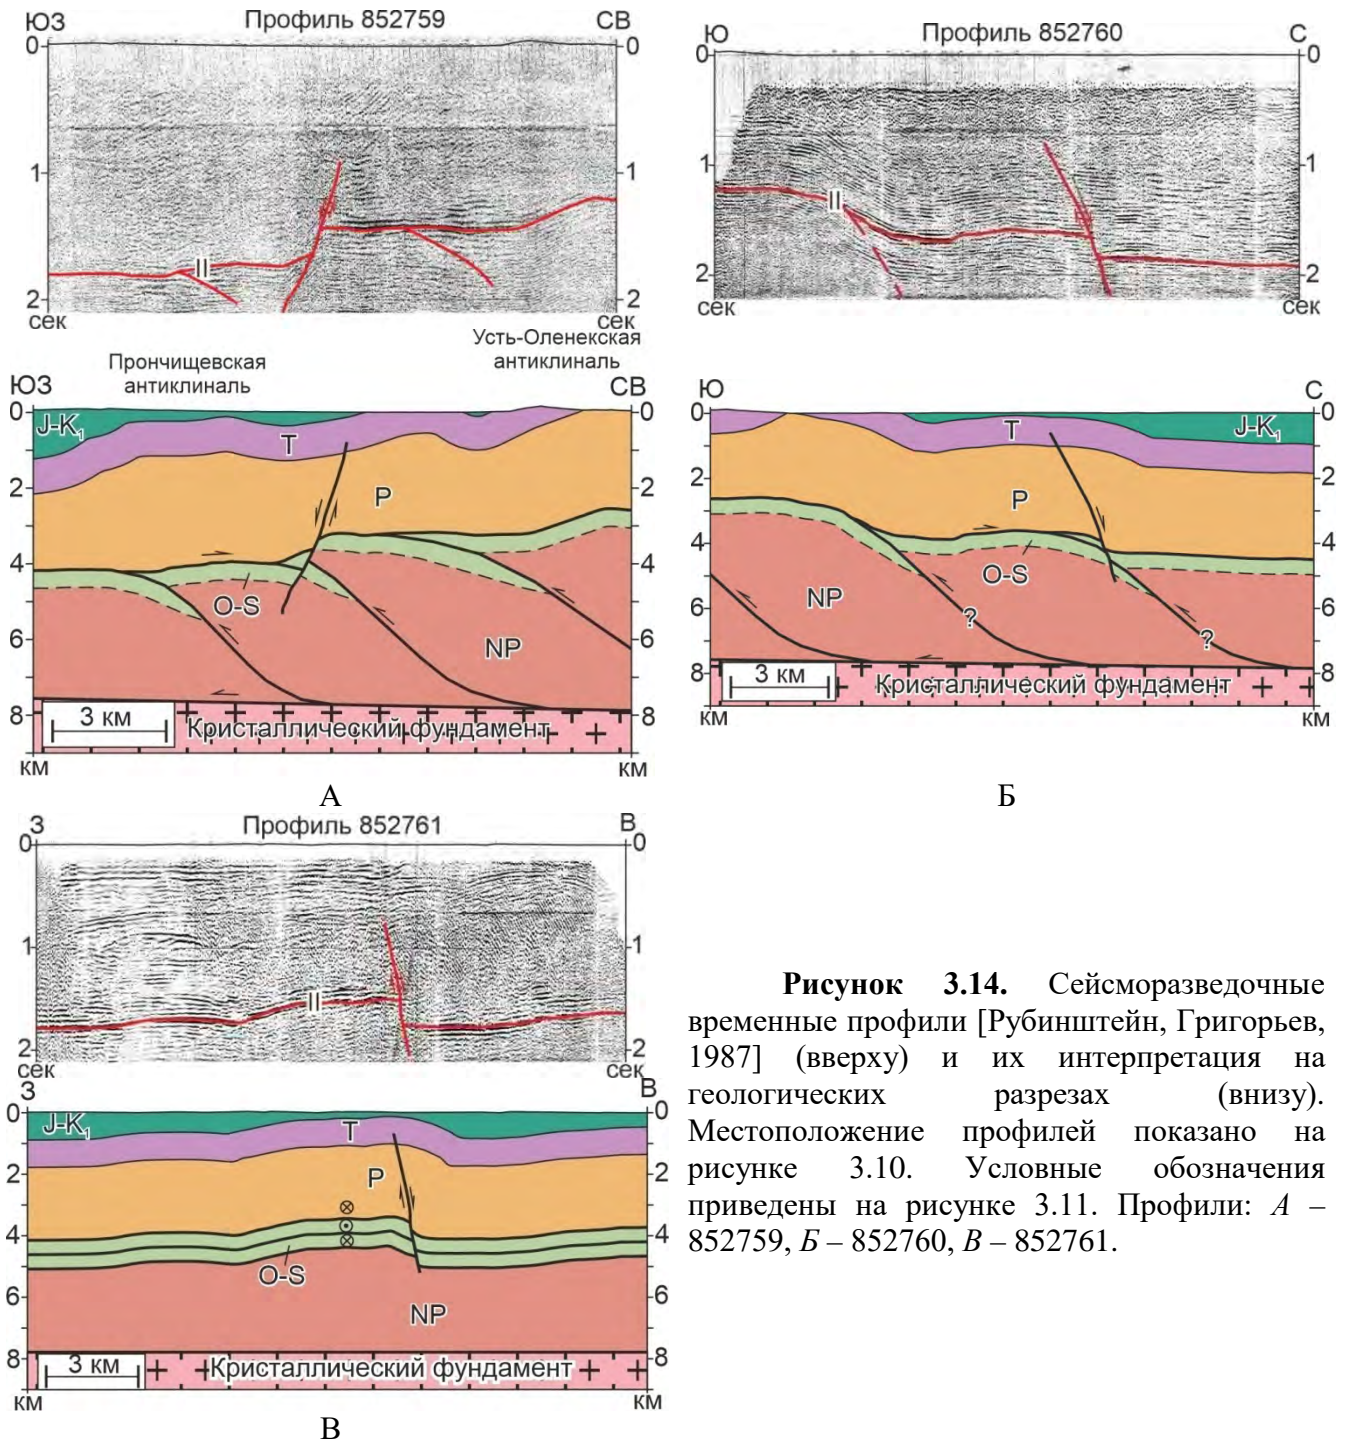 ЮЗ Профиль 852759 СВ
0 0
1 1
II
2 2
сек сек
Ю Профиль 852760 С
0 0
1 1
II
2 2
сек сек
Прончищевская
антиклиналь
Усть-Оленекская
антиклиналь
ЮЗ СВ
0 0
J-K₁
T
2 P 2
4 4
O-S
6 NP 6
8 3 км 8
Кристаллический фундамент
км км
А
Ю С
0 0
T J-K₁
2 P 2
4 4
O-S
NP
6 ? ? 6
8 3 км 8
Кристаллический фундамент
км км
Б
З Профиль 852761 В
0 0
1 1
II
2 2
сек сек
З В
0 0
J-K₁
T
2 P 2
4 4
O-S
6 NP 6
8 3 км 8
Кристаллический фундамент
км км
В
Рисунок 3.14. Сейсморазведочные
временные профили [Рубинштейн, Григорьев,
1987] (вверху) и их интерпретация на
геологических разрезах (внизу).
Местоположение профилей показано на
рисунке 3.10. Условные обозначения
приведены на рисунке 3.11. Профили: А –
852759, Б – 852760, В – 852761.